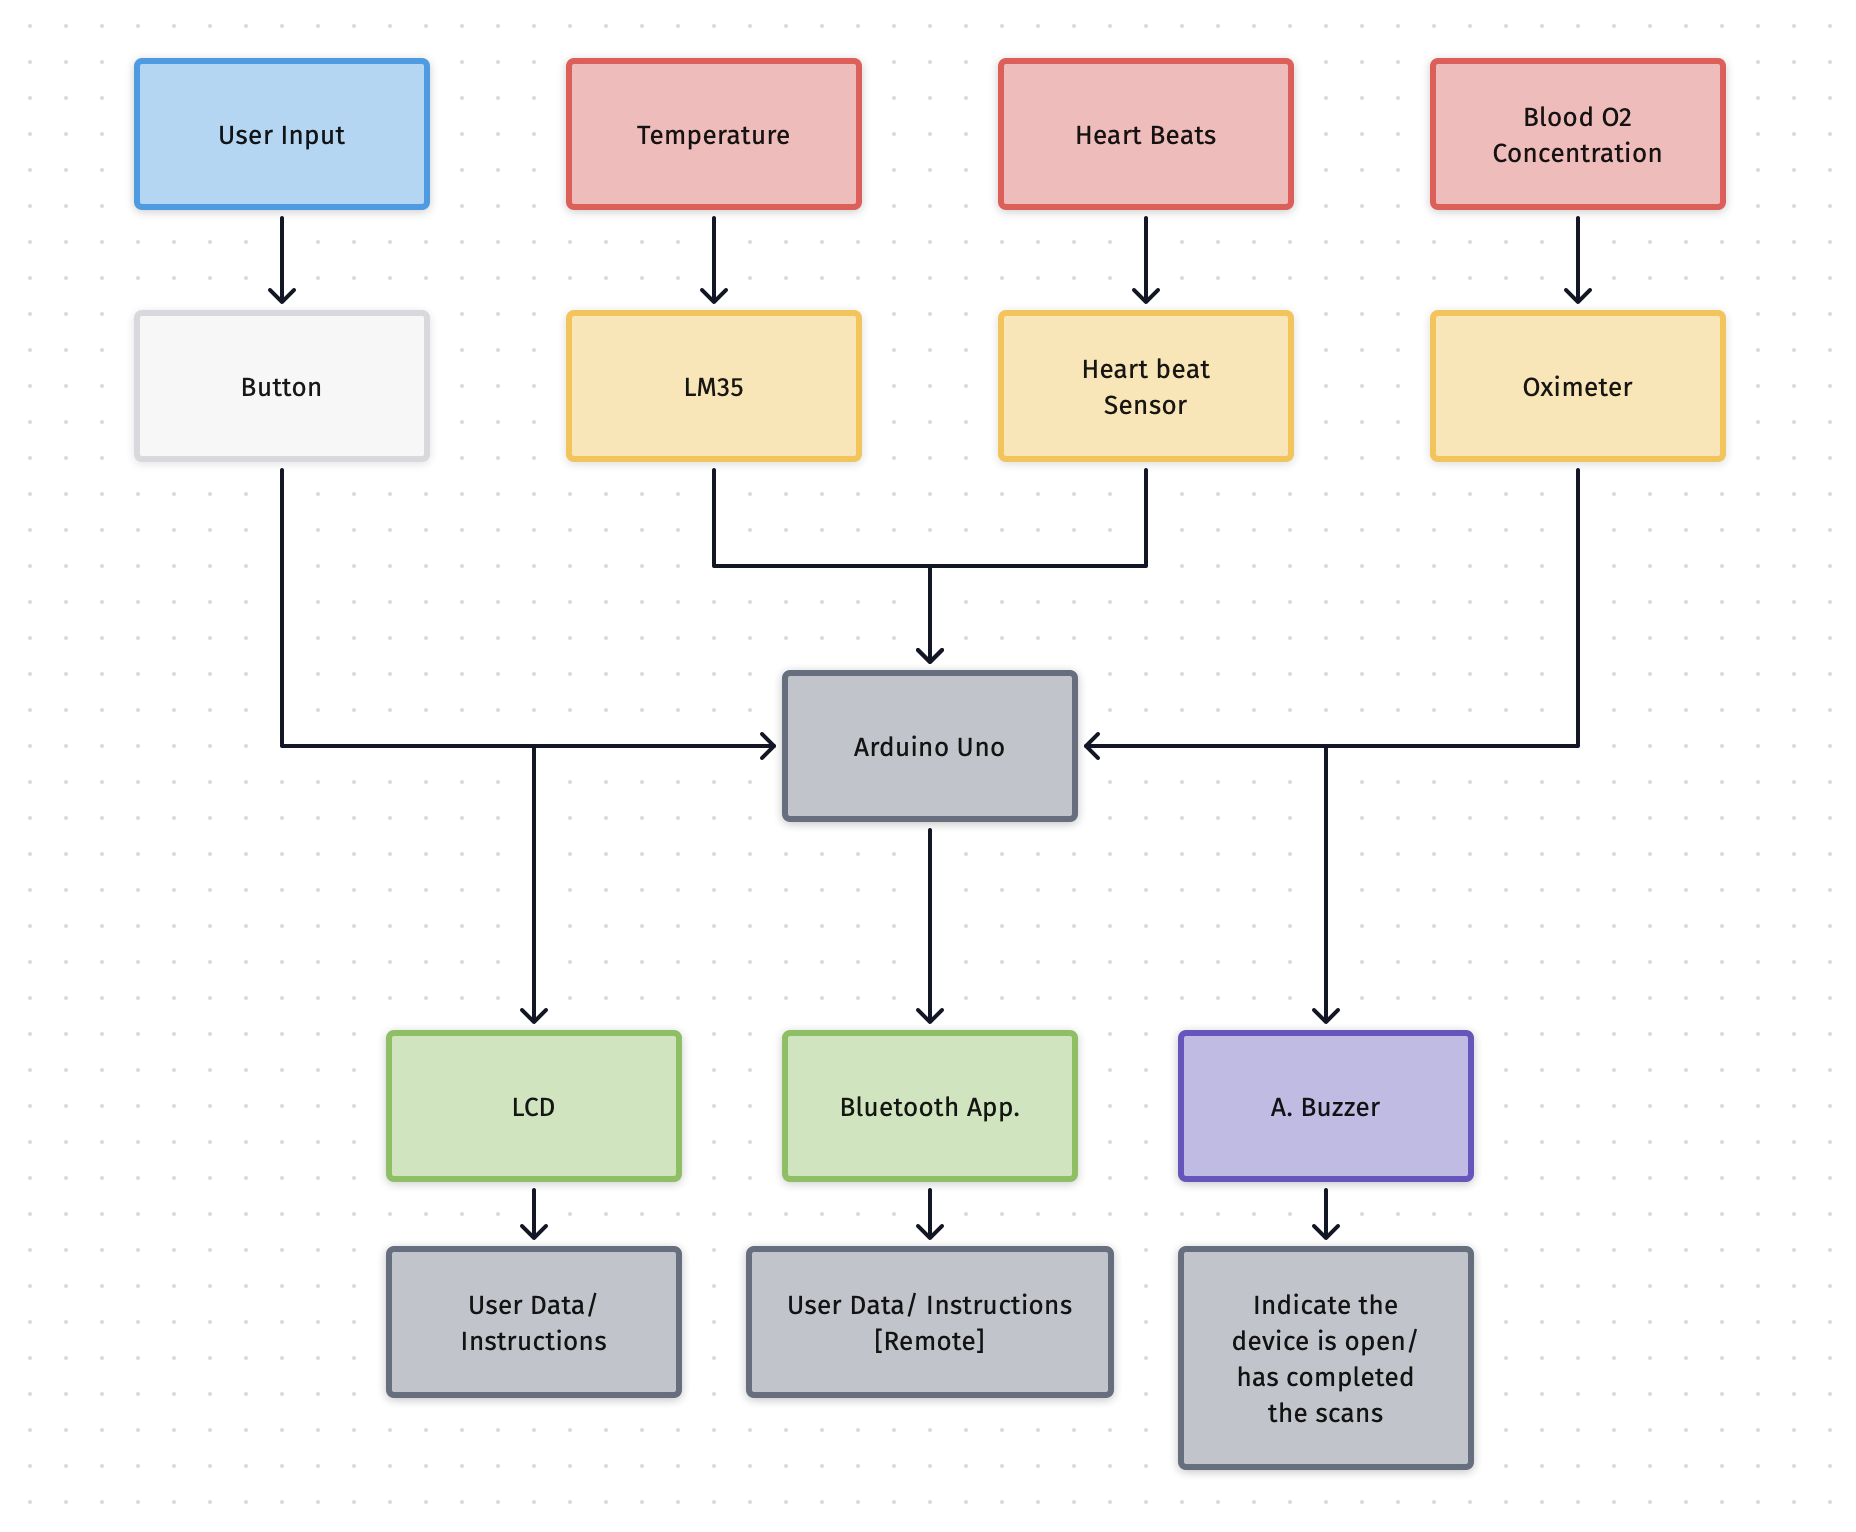 User Input
Temperature
Heart Beats
Blood O2
Concentration
Button
LM35
Heart beat
Sensor
Oximeter
Arduino Uno
LCD
Bluetooth App.
A. Buzzer
User Data/
Instructions
User Data/ Instructions
[Remote]
Indicate the
device is open/
has completed
the scans